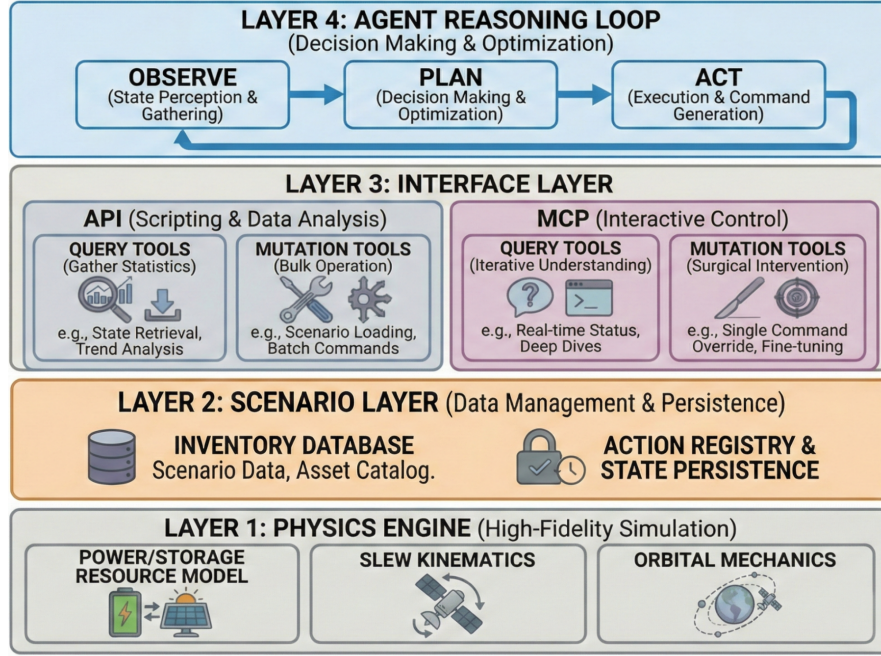 LAYER 4: AGENT REASONING LOOP
(Decision Making & Optimization)
OBSERVE
(State Perception &
Gathering)
PLAN
(Decision Making &
Optimization)
ACT
(Execution & Command
Generation)
LAYER 3: INTERFACE LAYER
API (Scripting & Data Analysis)
QUERY TOOLS
(Gather Statistics)
e.g., State Retrieval,
Trend Analysis
MUTATION TOOLS
(Bulk Operation)
e.g., Scenario Loading,
Batch Commands
MCP (Interactive Control)
QUERY TOOLS
(Iterative Understanding)
?
>_
e.g., Real-time Status,
Deep Dives
MUTATION TOOLS
(Surgical Intervention)
e.g., Single Command
Override, Fine-tuning
LAYER 2: SCENARIO LAYER (Data Management & Persistence)
INVENTORY DATABASE
Scenario Data, Asset Catalog.
ACTION REGISTRY &
STATE PERSISTENCE
LAYER 1: PHYSICS ENGINE (High-Fidelity Simulation)
POWER/STORAGE
RESOURCE MODEL
SLEW KINEMATICS
ORBITAL MECHANICS